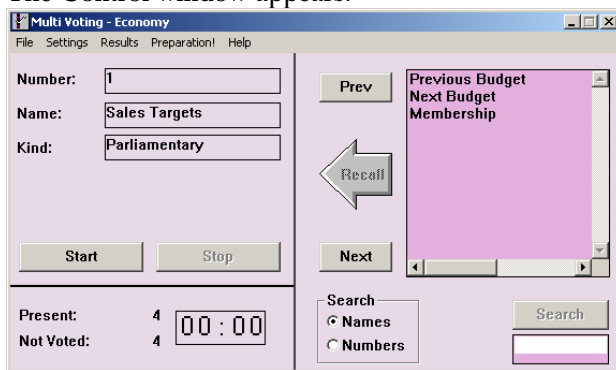 The Control window appears.
Multi Voting - Economy
File Settings Results Preparation! Help
Number: 1
Name: Sales Targets
Kind: Parliamentary
Start Stop
Present: 4
Not Voted: 4
00:00
Prev
Recall
Next
Previous Budget
Next Budget
Membership
Search
Names
Numbers
Search